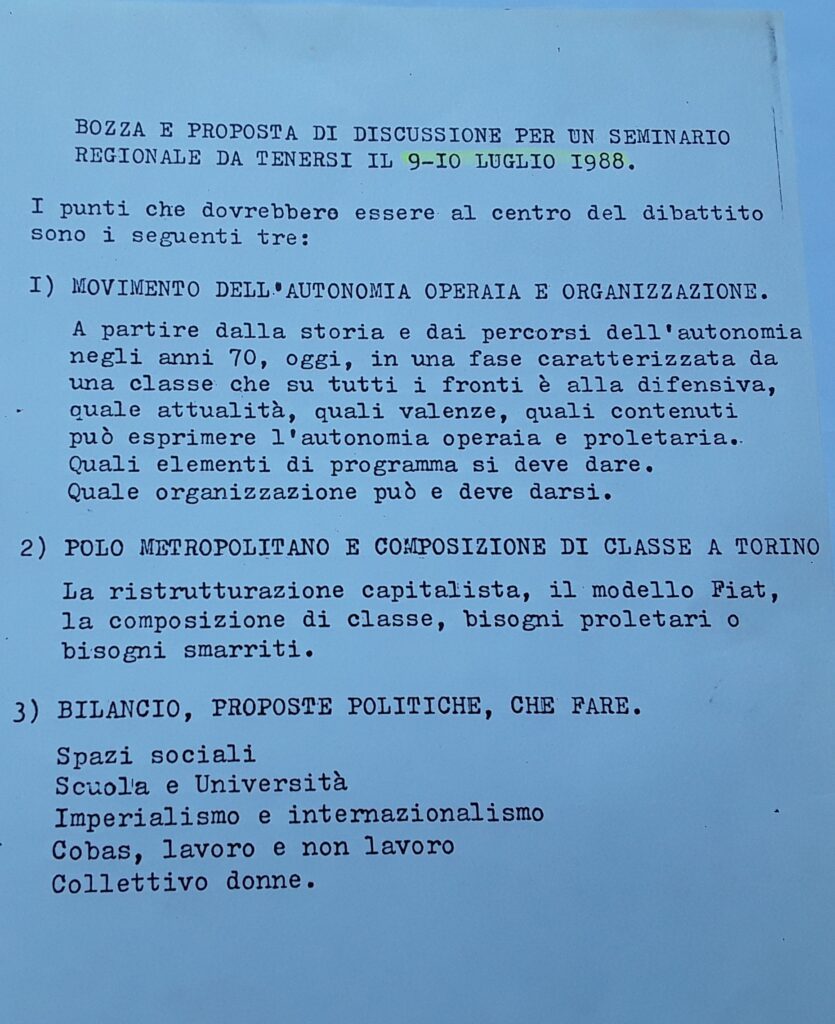 BOZZA E PROPOSTA DI DISCUSSIONE PER UN SEMINARIO
REGIONALE DA TENERSI IL 9-IO LUGLIO I988.
I punti che dovrebbero essere al centro del dibattito
sono i seguenti tre:
I) MOVIMENTO DELL'AUTONOMIA OPERAIA E ORGANIZZAZIONE.
A partire dalla storia e dai percorsi dell'autonomia
negli anni 70, oggi, in una fase caratterizzata da
una classe che su tutti i fronti è alla difensiva,
quale attualità, quali valenze, quali contenuti
può esprimere l'autonomia operaia e proletaria.
Quali elementi di programma si deve dare.
Quale organizzazione può e deve darsi.
2) POLO METROPOLITANO E COMPOSIZIONE DI CLASSE A TORINO
La ristrutturazione capitalista, il modello Fiat,
la composizione di classe, bisogni proletari o
bisogni smarriti.
3) BILANCIO, PROPOSTE POLITICHE, CHE FARE.
Spazi sociali
Scuola e Università
Imperialismo e internazionalismo
Cobas, lavoro e non lavoro
Collettivo donne.